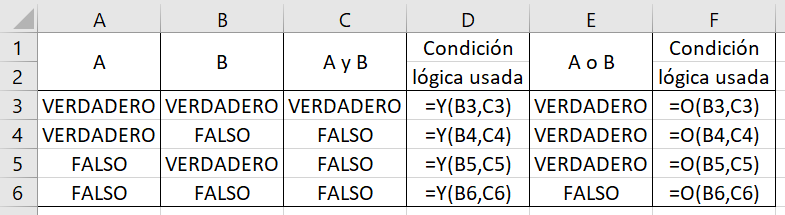 A B C D E F
1 Condición Condición
A B A y B A o B
2 lógica usada lógica usada
3 VERDADERO VERDADERO VERDADERO =Y(B3,C3) VERDADERO =O(B3,C3)
4 VERDADERO FALSO FALSO =Y(B4,C4) VERDADERO =O(B4,C4)
5 FALSO VERDADERO FALSO =Y(B5,C5) VERDADERO =O(B5,C5)
6 FALSO FALSO FALSO =Y(B6,C6) FALSO =O(B6,C6)